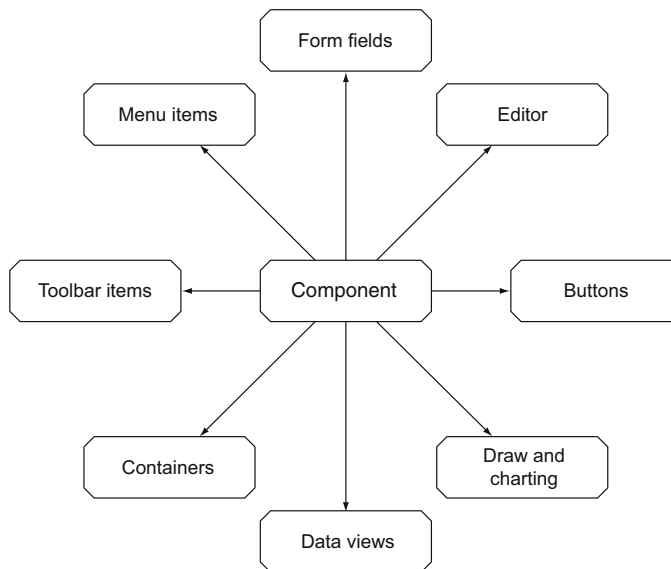 Form fields
Menu items
Editor
Toolbar items
Component
Buttons
Containers
Draw and
charting
Data views